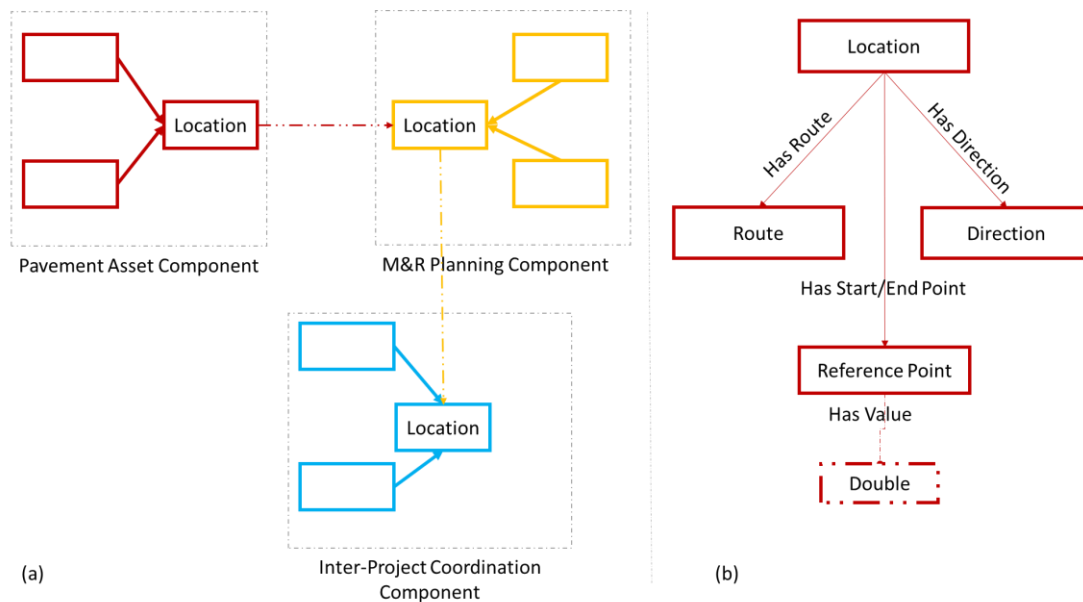 Location
Location
Pavement Asset Component
M&R Planning Component
Location
Inter-Project Coordination
Component
(a)
Location
Has Route
Has Direction
Route
Direction
Has Start/End Point
Reference Point
Has Value
Double
(b)